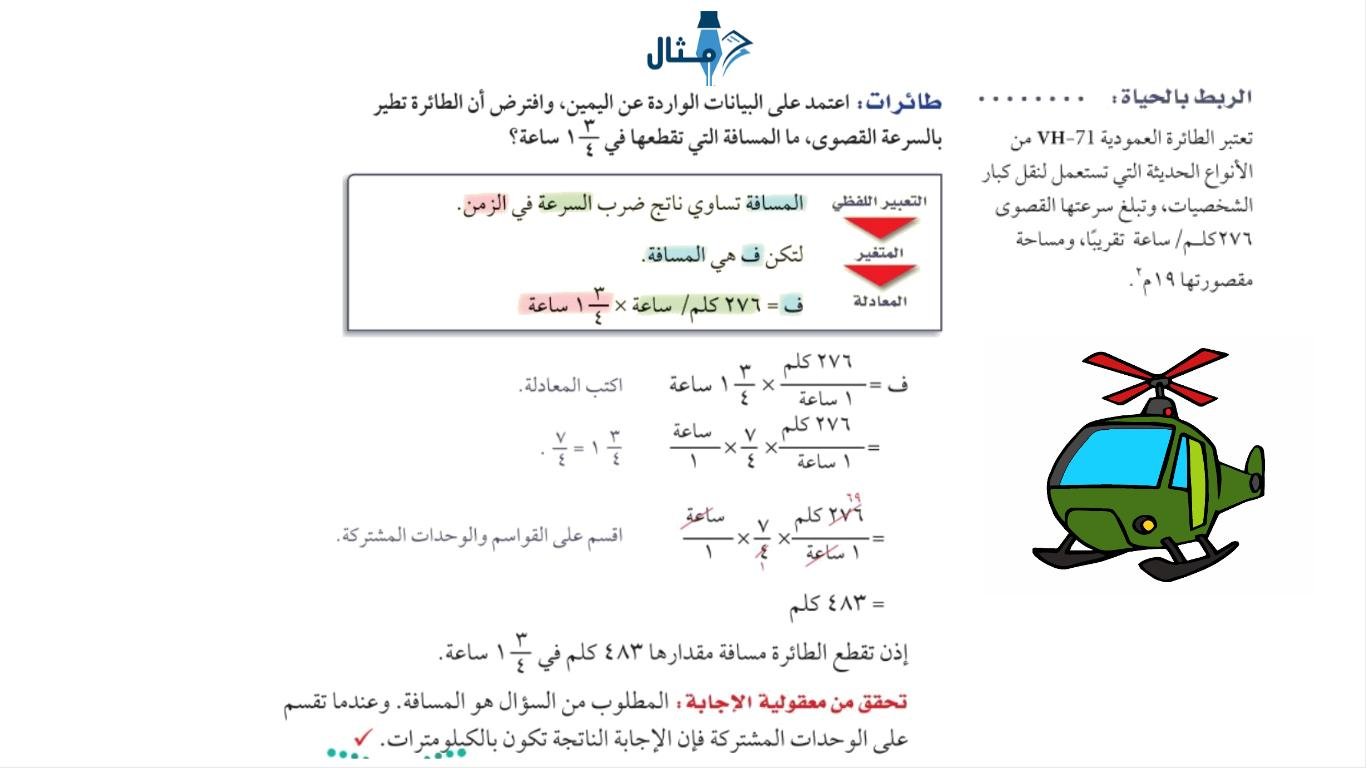 مثال
الربط بالحياة: ........
تعتبر الطائرة العمودية VH-71 من
الأنواع الحديثة التي تستعمل لنقل كبار
الشخصيات، وتبلغ سرعتها القصوى
٢٧٦كلـم/ ساعة تقريبًا، ومساحة
مقصورتها ١٩م٢.
طائرات: اعتمد على البيانات الواردة عن اليمين، وافترض أن الطائرة تطير
بالسرعة القصوى، ما المسافة التي تقطعها في ١ ٣/٤ ساعة؟
التعبير اللفظي المسافة تساوي ناتج ضرب السرعة في الزمن.
المتغير لتكن ف هي المسافة.
المعادلة ف = ٢٧٦ كلم/ ساعة × ١ ٣/٤ ساعة
ف = ٢٧٦ كلم / ١ ساعة × ١ ٣/٤ ساعة اكتب المعادلة.
= ٢٧٦ كلم / ١ ساعة × ٧/٤ × ساعة/١ ١ ٣/٤ = ٧/٤ .
= ٢٧٦ ٦٩ كلم / ١ ساعة × ٧/٤ ١ × ساعة/١ اقسم على القواسم والوحدات المشتركة.
= ٤٨٣ كلم
إذن تقطع الطائرة مسافة مقدارها ٤٨٣ كلم في ١ ٣/٤ ساعة.
تحقق من معقولية الإجابة: المطلوب من السؤال هو المسافة. وعندما تقسم
على الوحدات المشتركة فإن الإجابة الناتجة تكون بالكيلومترات. ✓